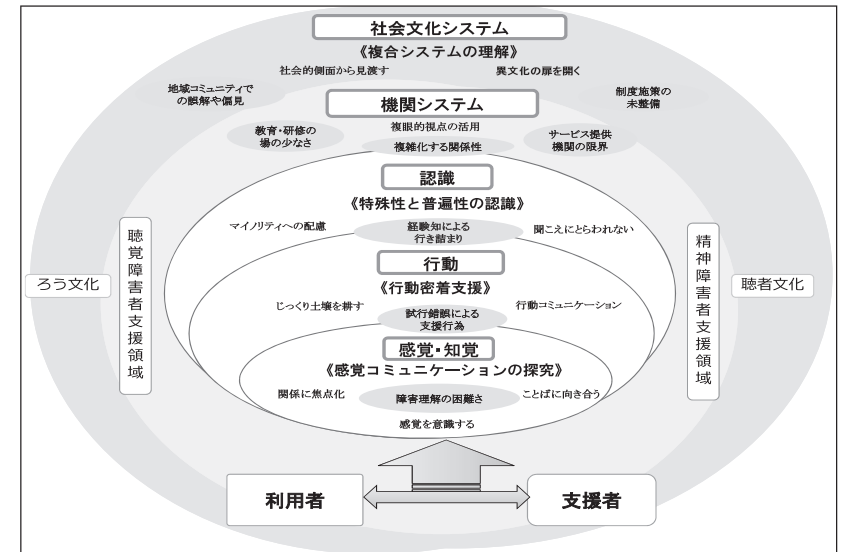 社会文化システム
《複合システムの理解》
社会的側面から見渡す
異文化の扉を開く
地域コミュニティで
の誤解や偏見
制度施策の
未整備
機関システム
複眼的視点の活用
教育・研修の
場の少なさ
複雑化する関係性
サービス提供
機関の限界
認識
《特殊性と普遍性の認識》
マイノリティへの配慮
経験知による
行き詰まり
聞こえにとらわれない
聴覚障害者支援領域
精神障害者支援領域
ろう文化
聴者文化
行動
《行動密着支援》
じっくり土壌を耕す
行動コミュニケーション
試行錯誤による
支援行為
感覚・知覚
《感覚コミュニケーションの探究》
関係に焦点化
障害理解の困難さ
ことばに向き合う
感覚を意識する
利用者
支援者